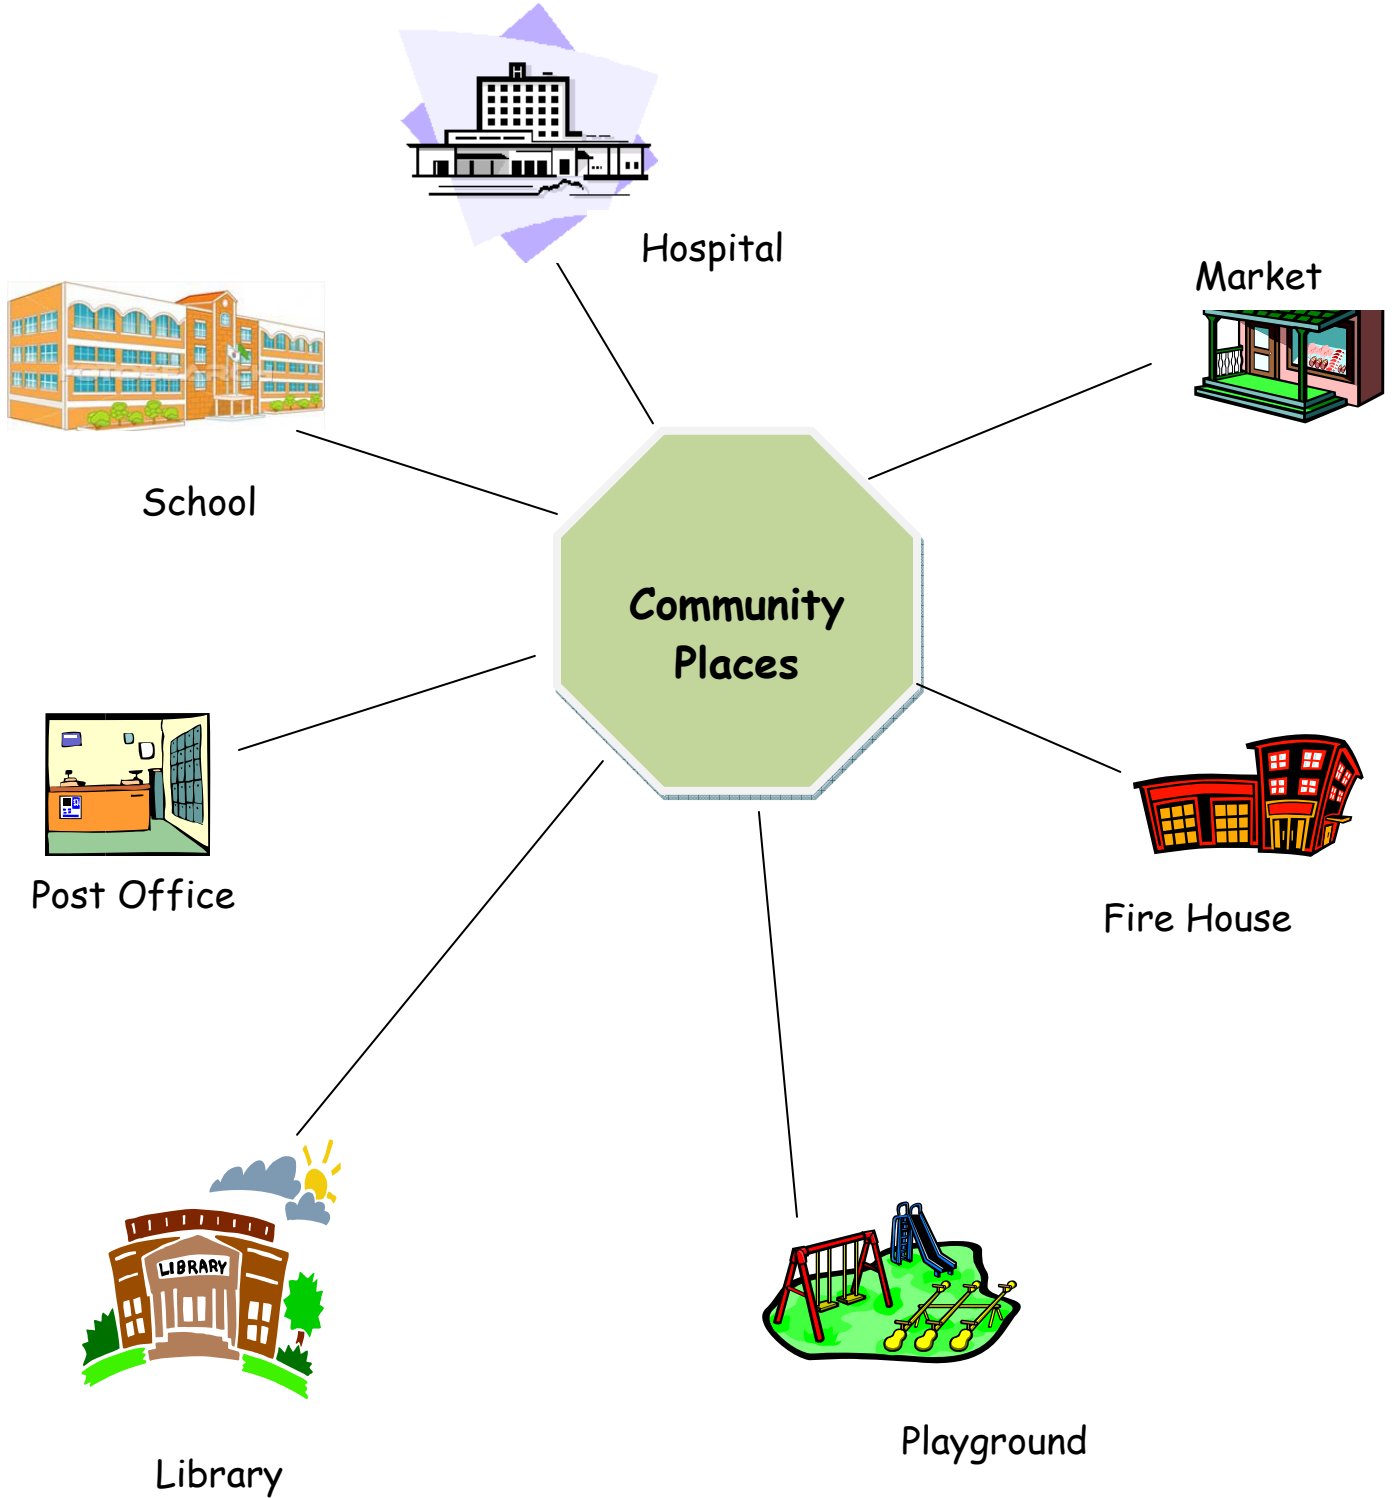 H
Hospital
Market
School
Community
Places
Post Office
Fire House
LIBRARY
Playground
Library